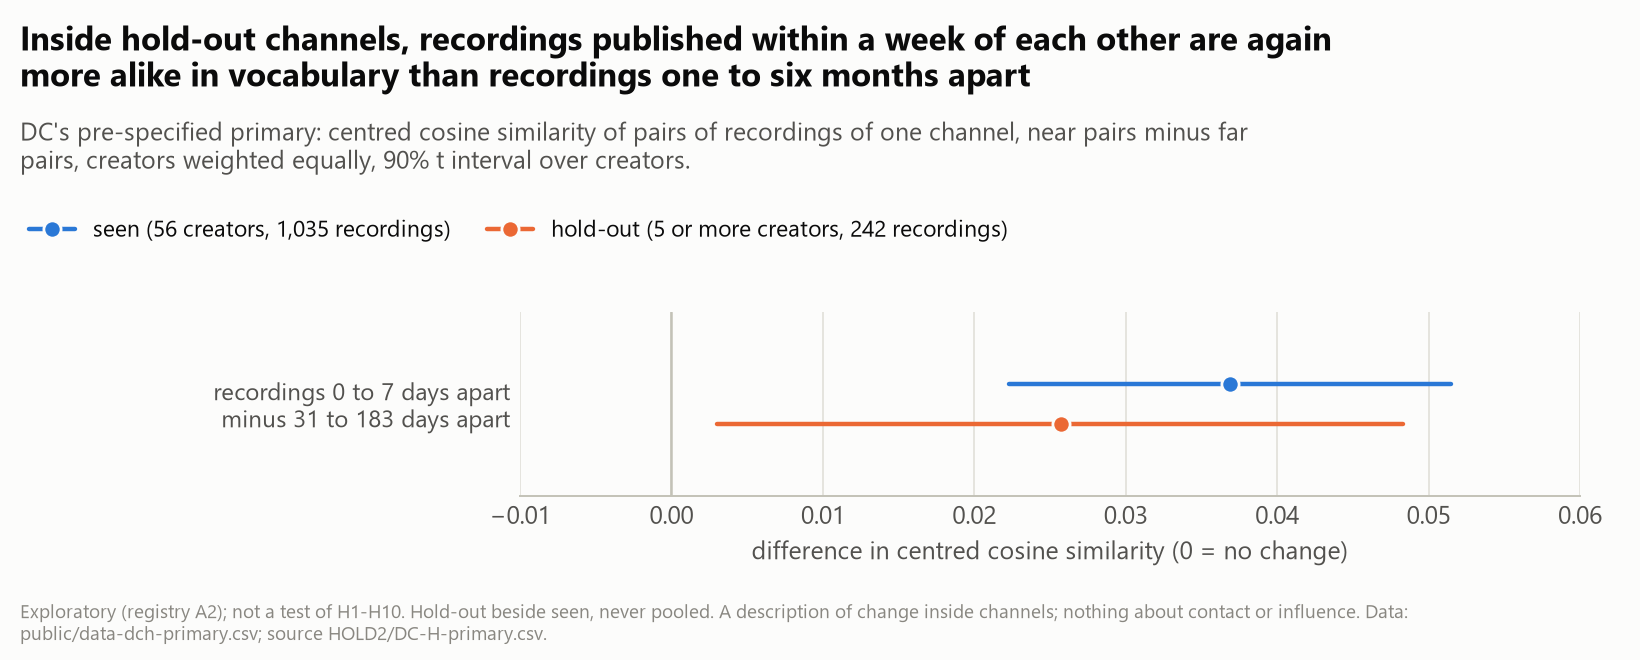 Inside hold-out channels, recordings published within a week of each other are again
more alike in vocabulary than recordings one to six months apart
DC's pre-specified primary: centred cosine similarity of pairs of recordings of one channel, near pairs minus far
pairs, creators weighted equally, 90% t interval over creators.
seen (56 creators, 1,035 recordings)
hold-out (5 or more creators, 242 recordings)
recordings 0 to 7 days apart
minus 31 to 183 days apart
−0.01 0.00 0.01 0.02 0.03 0.04 0.05 0.06
difference in centred cosine similarity (0 = no change)
Exploratory (registry A2); not a test of H1-H10. Hold-out beside seen, never pooled. A description of change inside channels; nothing about contact or influence. Data:
public/data-dch-primary.csv; source HOLD2/DC-H-primary.csv.